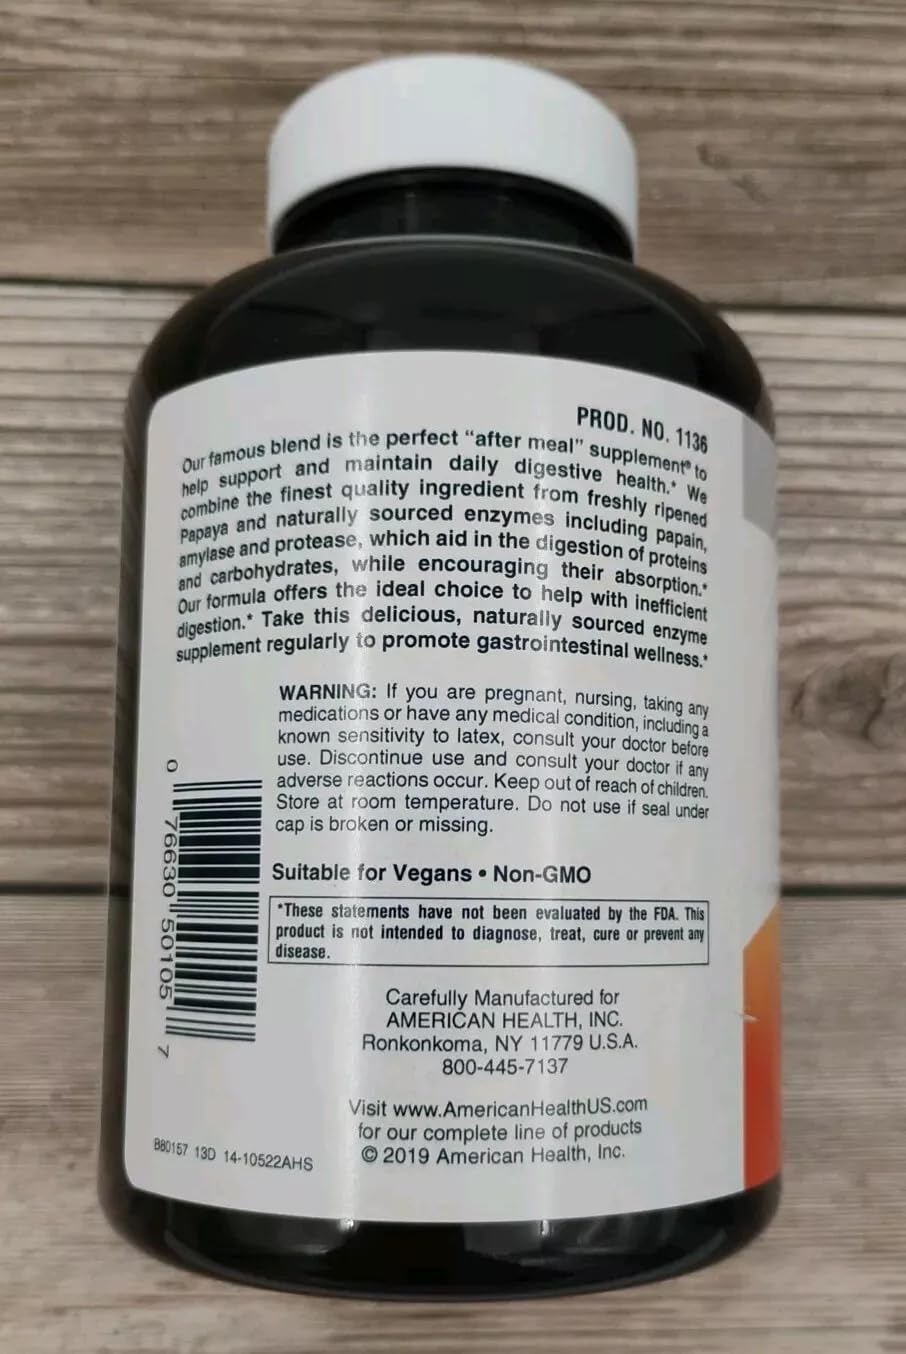 PROD. NO. 1136
Our famous blend is the perfect “after meal” supplement* to
help support and maintain daily digestive health.* We
combine the finest quality ingredient from freshly ripened
Papaya and naturally sourced enzymes including papain,
amylase and protease, which aid in the digestion of proteins
and carbohydrates, while encouraging their absorption.*
Our formula offers the ideal choice to help with inefficient
digestion.* Take this delicious, naturally sourced enzyme
supplement regularly to promote gastrointestinal wellness.*
WARNING: If you are pregnant, nursing, taking any
medications or have any medical condition, including a
known sensitivity to latex, consult your doctor before
use. Discontinue use and consult your doctor if any
adverse reactions occur. Keep out of reach of children.
Store at room temperature. Do not use if seal under
cap is broken or missing.
0 76630 50105 7
Suitable for Vegans • Non-GMO
*These statements have not been evaluated by the FDA. This
product is not intended to diagnose, treat, cure or prevent any
disease.
Carefully Manufactured for
AMERICAN HEALTH, INC.
Ronkonkoma, NY 11779 U.S.A.
800-445-7137
Visit www.AmericanHealthUS.com
for our complete line of products
© 2019 American Health, Inc.
B80157 13D 14-10522AHS